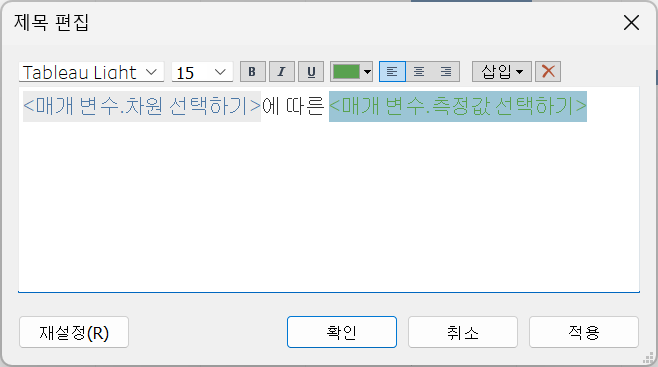 제목 편집
Tableau Light 15 B I U 삽입
<매개 변수.차원 선택하기>에 따른 <매개 변수.측정값 선택하기>
재설정(R) 확인 취소 적용